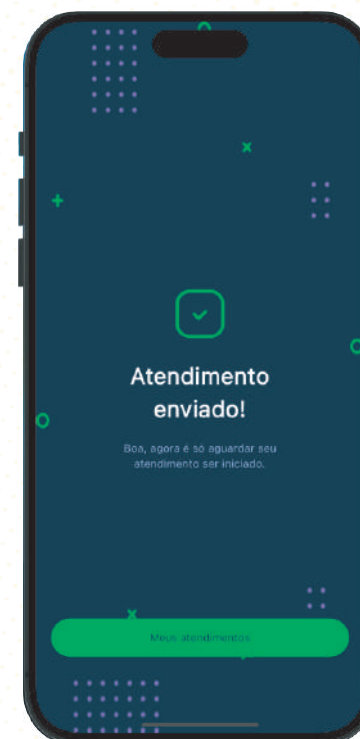 Atendimento
enviado!
Boa, agora é só aguardar seu
atendimento ser iniciado.
Meus atendimentos